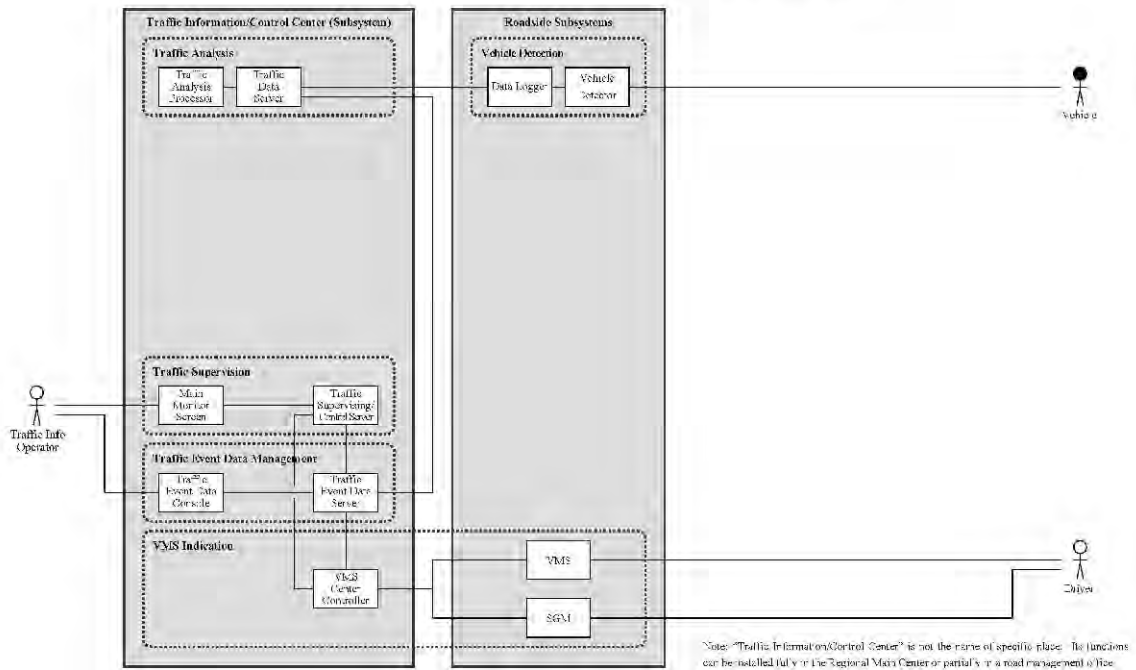 Traffic Information/Control Center (Subsystem)
Roadside Subsystems
Traffic Analysis
Traffic
Analysis
Processor
Traffic
Data
Server
Vehicle Detection
Data Logger
Vehicle
Detector
Vehicle
Traffic Supervision
Main
Monitor
Screen
Traffic
Supervising/
Control Server
Traffic Info
Operator
Traffic Event Data Management
Traffic
Event Data
Console
Traffic
Event Data
Server
VMS Indication
VMS
Center
Controller
VMS
SGM
Driver
Note: "Traffic Information/Control Center" is not the name of specific place. Its functions
can be installed fully in the Regional Main Center or partially in a road management office